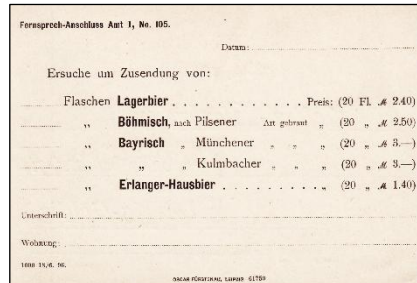 Fernsprech-Anschluss Amt 1, No. 105.
Datum:
Ersuche um Zusendung von:
Flaschen Lagerbier . . . . . . . . . . . Preis: (20 Fl. ℳ 2.40)
„ Böhmisch, nach Pilsener Art gebraut „ (20 „ ℳ 2.50)
„ Bayrisch „ Münchener „ „ „ (20 „ ℳ 3.—)
„ „ „ Kulmbacher „ „ „ (20 „ ℳ 3.—)
„ Erlanger-Hausbier . . . . . . . . „ (20 „ ℳ 1.40)
Unterschrift:
Wohnung:
1000 18./6. 96.
OSCAR FÜRSTENAU, LEIPZIG 61750